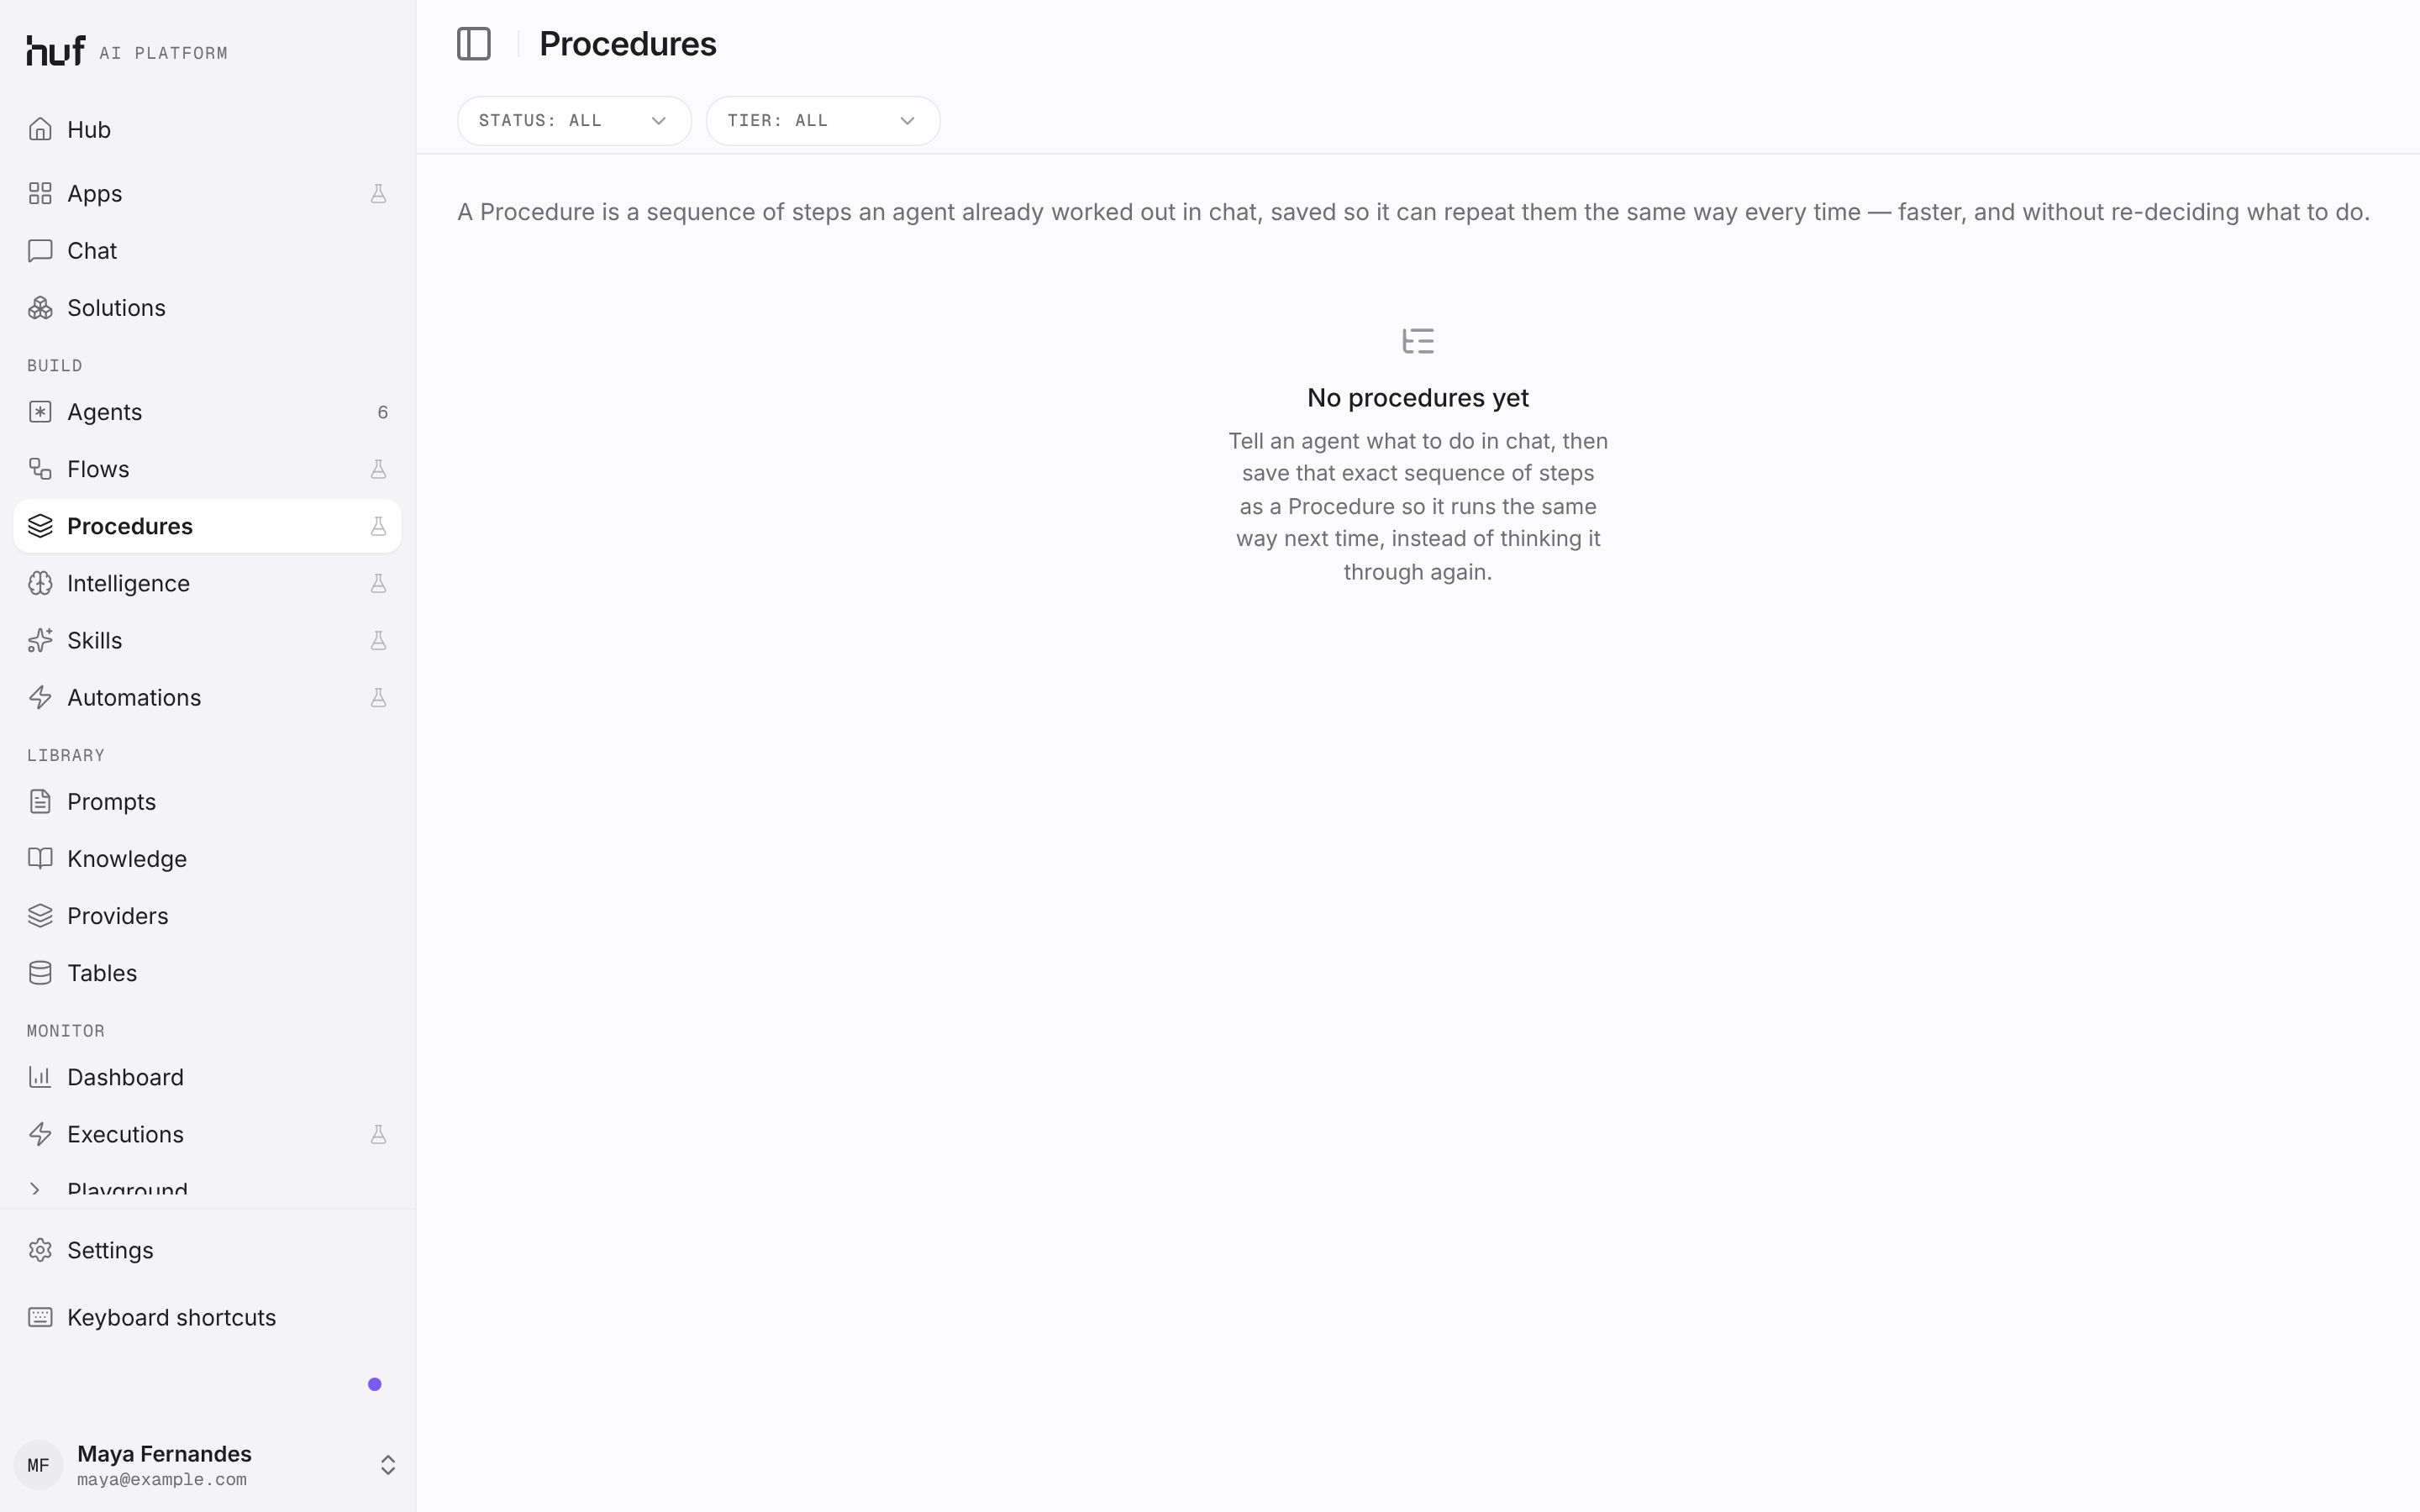 huf AI PLATFORM
Hub
Apps
Chat
Solutions
BUILD
Agents 6
Flows
Procedures
Intelligence
Skills
Automations
LIBRARY
Prompts
Knowledge
Providers
Tables
MONITOR
Dashboard
Executions
Playground
Settings
Keyboard shortcuts
MF
Maya Fernandes
maya@example.com
Procedures
STATUS: ALL
TIER: ALL
A Procedure is a sequence of steps an agent already worked out in chat, saved so it can repeat them the same way every time — faster, and without re-deciding what to do.
No procedures yet
Tell an agent what to do in chat, then
save that exact sequence of steps
as a Procedure so it runs the same
way next time, instead of thinking it
through again.